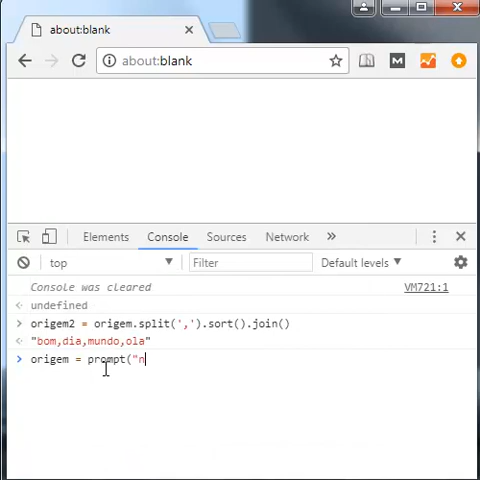 about:blank
about:blank
Elements Console Sources Network »
top Filter Default levels
Console was cleared VM721:1
undefined
origem2 = origem.split(',').sort().join()
"bom,dia,mundo,ola"
origem = prompt("n